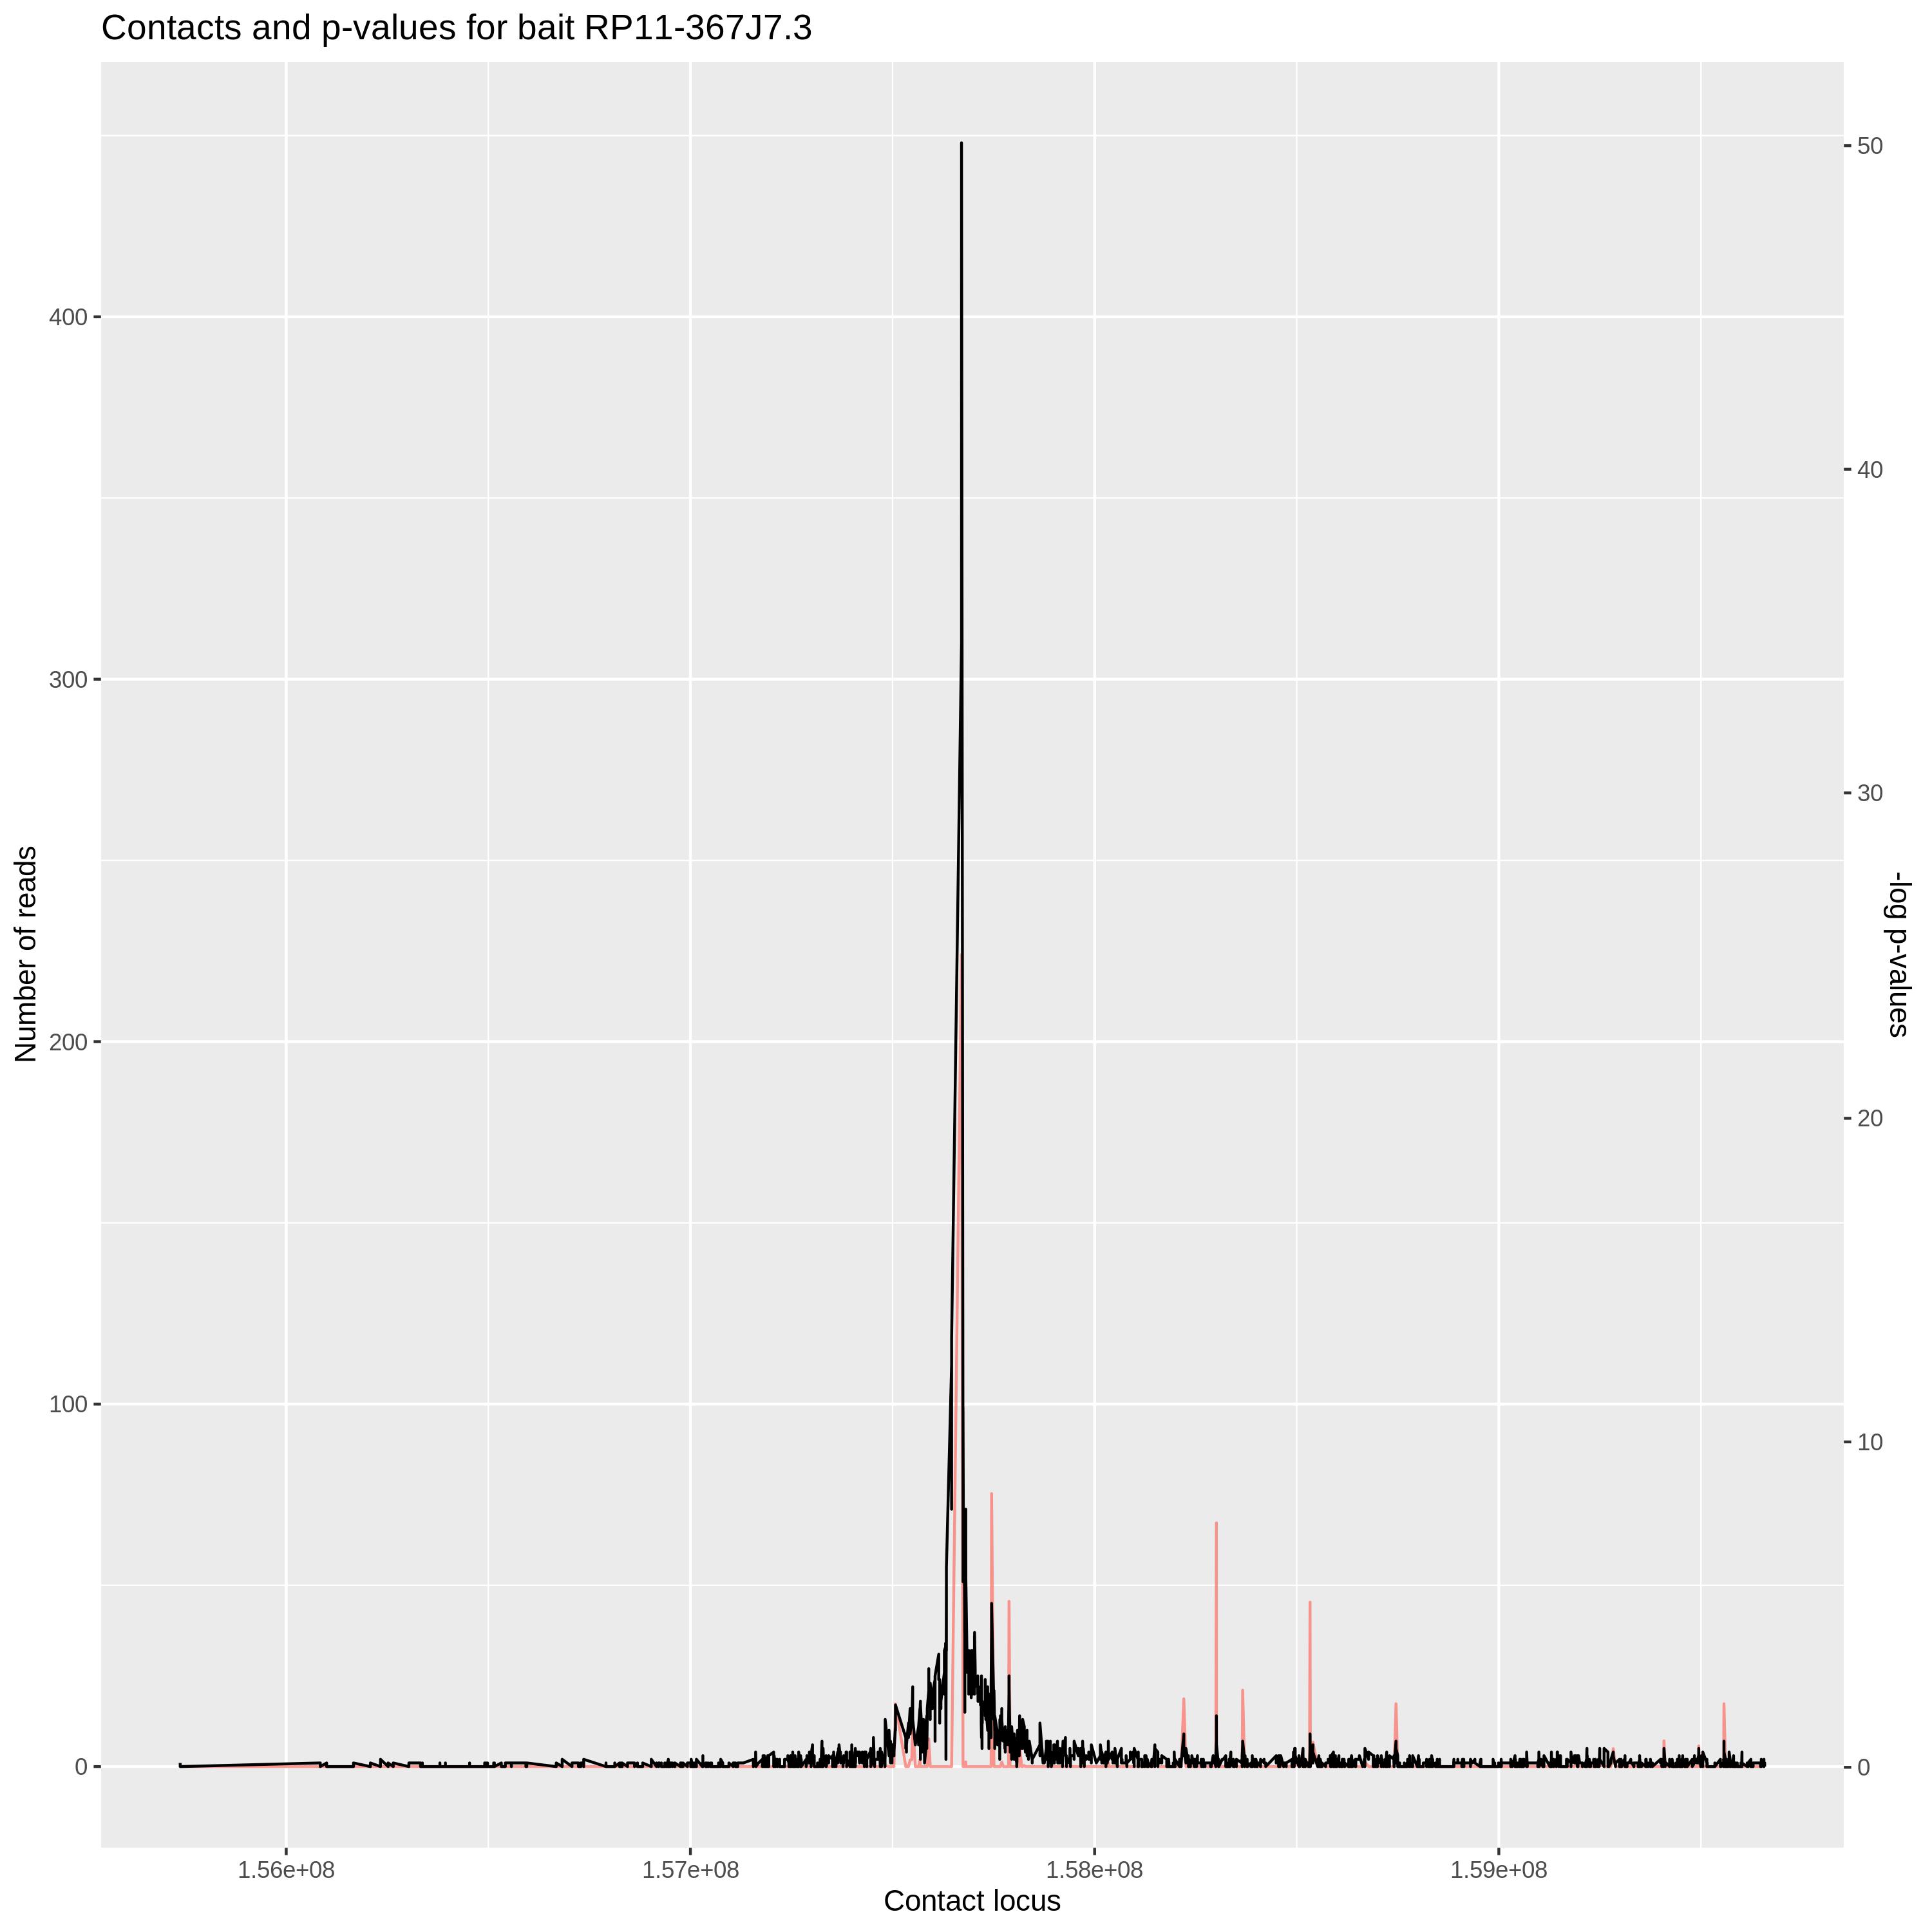 Contacts and p-values for bait RP11-367J7.3
400
300
200
100
0
Number of reads
50
40
30
20
10
0
-log p-values
1.56e+08 1.57e+08 1.58e+08 1.59e+08
Contact locus